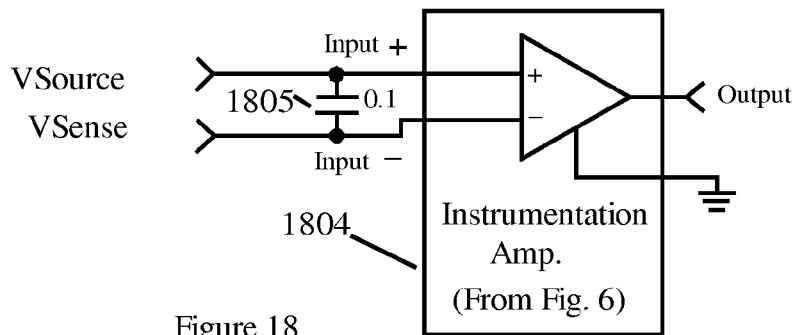 Input +
VSource
1805
0.1
+
Output
VSense
−
Input −
1804
Instrumentation
Amp.
(From Fig. 6)
Figure 18